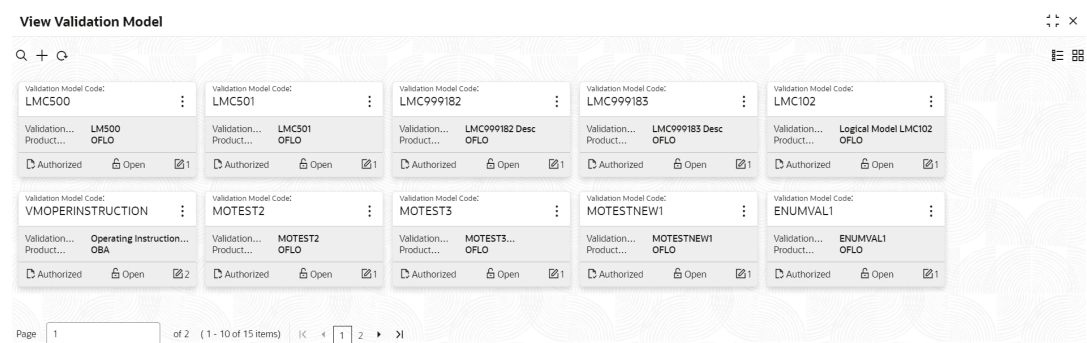 View Validation Model
Validation Model Code: Validation Model Code: Validation Model Code: Validation Model Code: Validation Model Code:
LMC500 LMC501 LMC999182 LMC999183 LMC102
Validation... LM500 Validation... LMC501 Validation... LMC999182 Desc Validation... LMC999183 Desc Validation... Logical Model LMC102
Product... OFLO Product... OFLO Product... OFLO Product... OFLO Product... OFLO
Authorized Open 1 Authorized Open 1 Authorized Open 1 Authorized Open 1 Authorized Open 1
Validation Model Code: Validation Model Code: Validation Model Code: Validation Model Code: Validation Model Code:
VMOPERINSTRUCTION MOTEST2 MOTEST3 MOTESTNEW1 ENUMVAL1
Validation... Operating Instruction... Validation... MOTEST2 Validation... MOTEST3... Validation... MOTESTNEW1 Validation... ENUMVAL1
Product... OBA Product... OFLO Product... OFLO Product... OFLO Product... OFLO
Authorized Open 2 Authorized Open 1 Authorized Open 1 Authorized Open 1 Authorized Open 1
Page 1 of 2 (1 - 10 of 15 items) 1 2